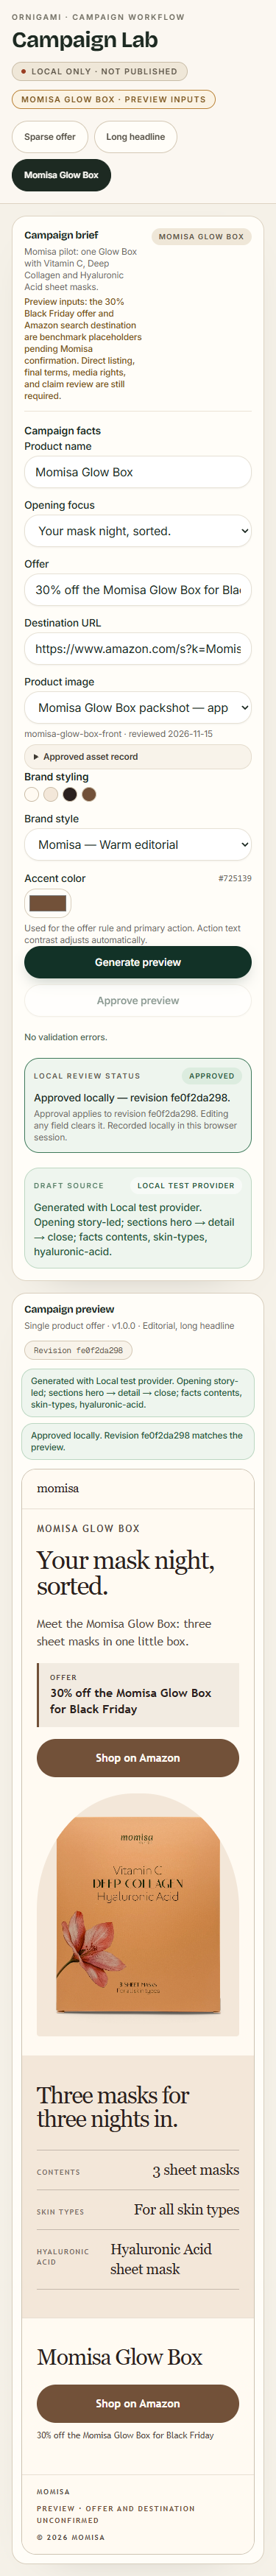 ORNIGAMI · CAMPAIGN WORKFLOW
Campaign Lab
LOCAL ONLY · NOT PUBLISHED
MOMISA GLOW BOX · PREVIEW INPUTS
Sparse offer
Long headline
Momisa Glow Box
Campaign brief
MOMISA GLOW BOX
Momisa pilot: one Glow Box
with Vitamin C, Deep
Collagen and Hyaluronic
Acid sheet masks.
Preview inputs: the 30%
Black Friday offer and
Amazon search destination
are benchmark placeholders
pending Momisa
confirmation. Direct listing,
final terms, media rights,
and claim review are still
required.
Campaign facts
Product name
Momisa Glow Box
Opening focus
Your mask night, sorted.
Offer
30% off the Momisa Glow Box for Blac
Destination URL
https://www.amazon.com/s?k=Momis
Product image
Momisa Glow Box packshot — app
momisa-glow-box-front · reviewed 2026-11-15
Approved asset record
Brand styling
Brand style
Momisa — Warm editorial
Accent color
#725139
Used for the offer rule and primary action. Action text
contrast adjusts automatically.
Generate preview
Approve preview
No validation errors.
LOCAL REVIEW STATUS
APPROVED
Approved locally — revision fe0f2da298.
Approval applies to revision fe0f2da298. Editing
any field clears it. Recorded locally in this browser
session.
DRAFT SOURCE
LOCAL TEST PROVIDER
Generated with Local test provider.
Opening story-led; sections hero → detail
→ close; facts contents, skin-types,
hyaluronic-acid.
Campaign preview
Single product offer · v1.0.0 · Editorial, long headline
Revision fe0f2da298
Generated with Local test provider. Opening story-
led; sections hero → detail → close; facts contents,
skin-types, hyaluronic-acid.
Approved locally. Revision fe0f2da298 matches the
preview.
momisa
MOMISA GLOW BOX
Your mask night,
sorted.
Meet the Momisa Glow Box: three
sheet masks in one little box.
OFFER
30% off the Momisa Glow Box
for Black Friday
Shop on Amazon
momisa
Vitamin C
DEEP COLLAGEN
Hyaluronic Acid
3 SHEET MASKS
For all skin types
Three masks for
three nights in.
CONTENTS
3 sheet masks
SKIN TYPES
For all skin types
HYALURONIC
ACID
Hyaluronic Acid
sheet mask
Momisa Glow Box
Shop on Amazon
30% off the Momisa Glow Box for Black Friday
MOMISA
PREVIEW · OFFER AND DESTINATION
UNCONFIRMED
© 2026 MOMISA